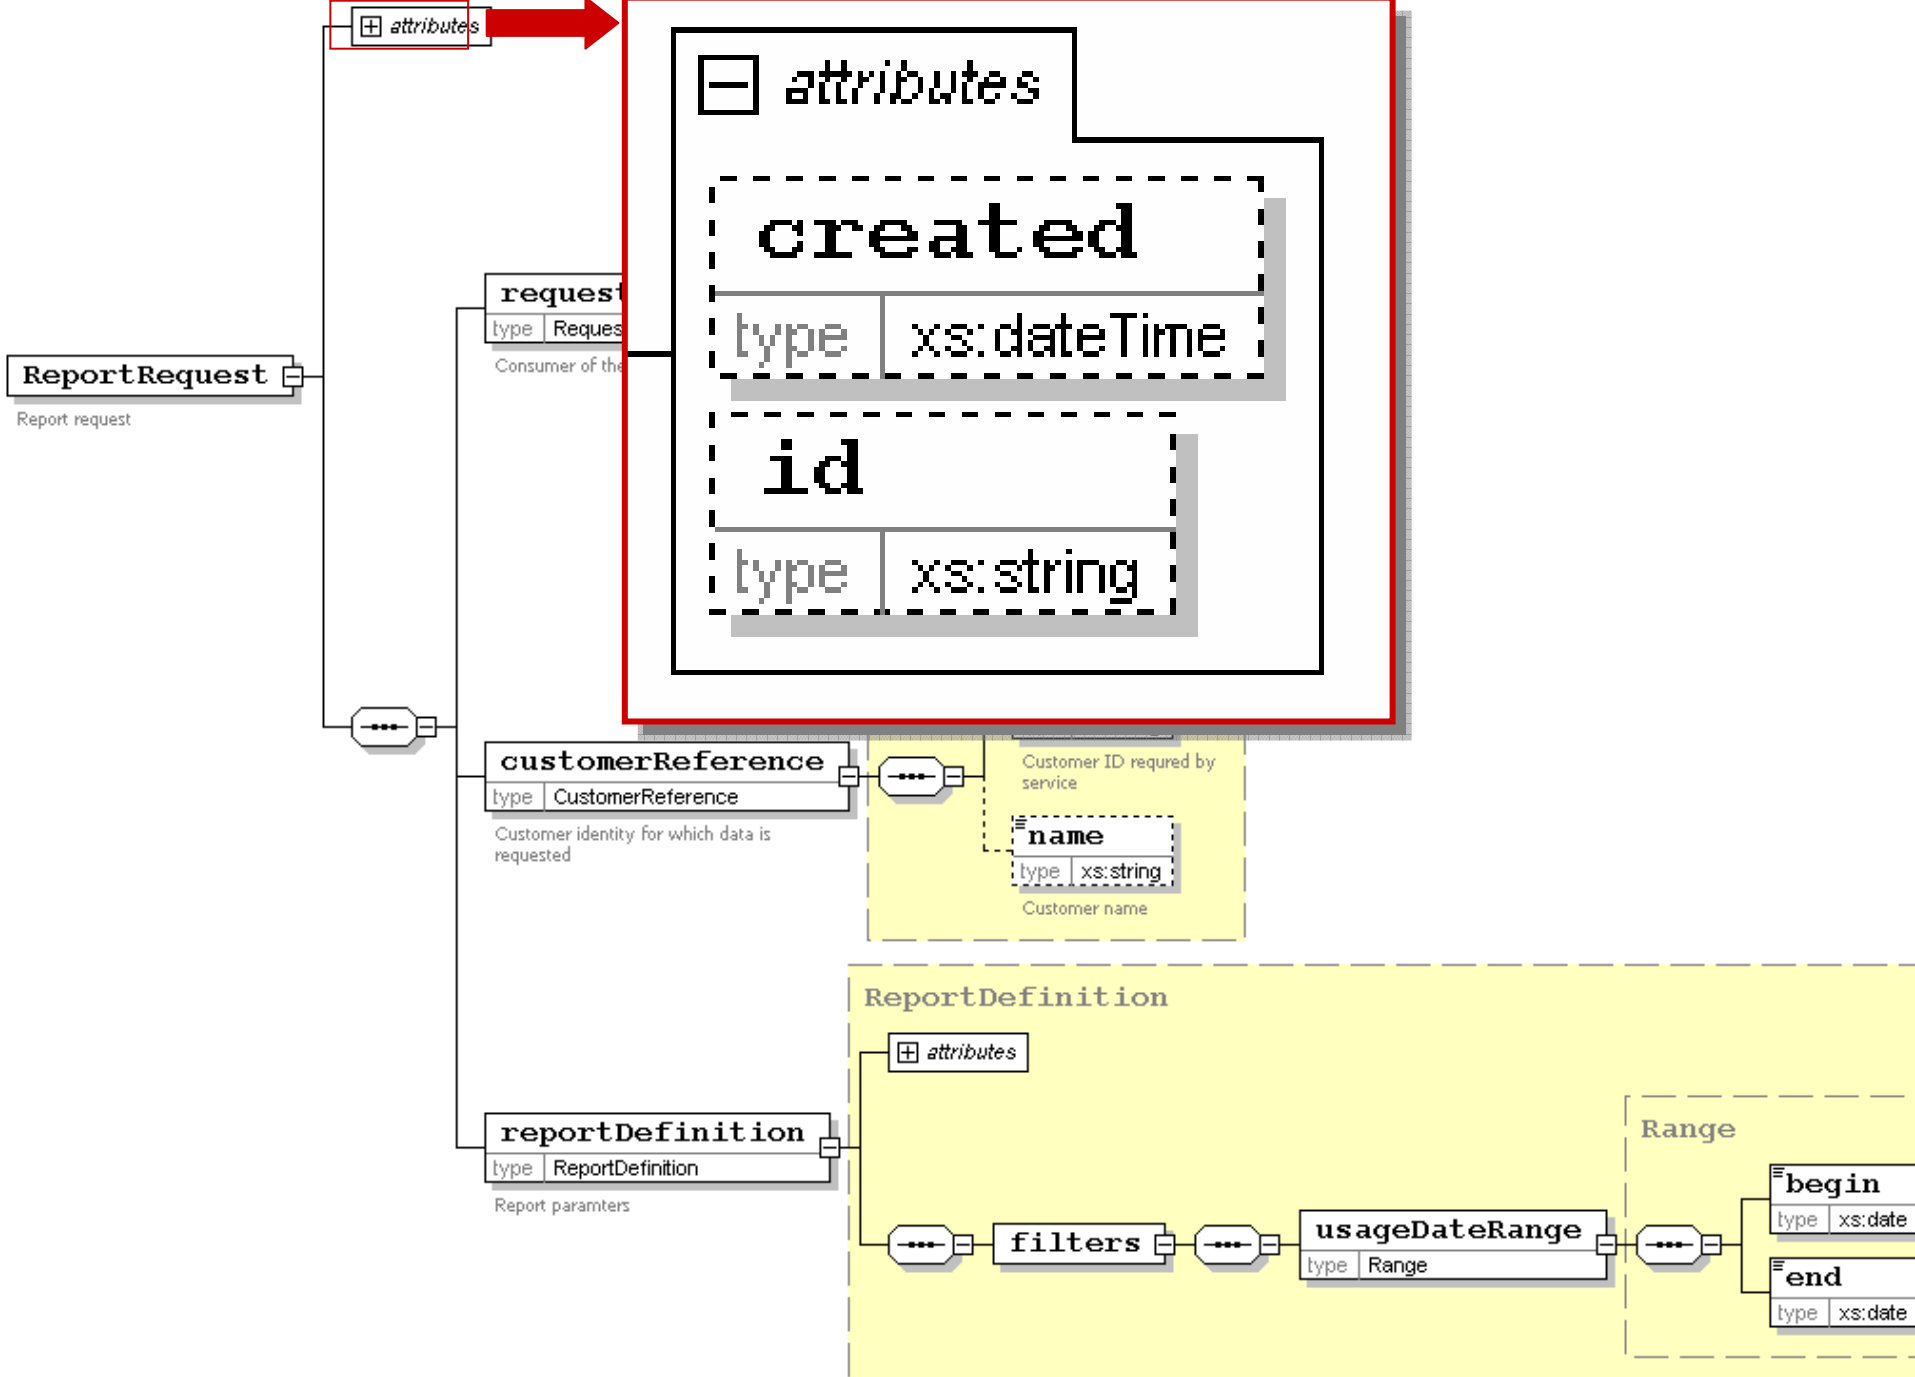 attributes
attributes
created
type xs:dateTime
id
type xs:string
request
type Reques
Consumer of the
ReportRequest
Report request
customerReference
type CustomerReference
Customer identity for which data is
requested
Customer ID requred by
service
name
type xs:string
Customer name
ReportDefinition
attributes
reportDefinition
type ReportDefinition
Report paramters
filters
usageDateRange
type Range
Range
begin
type xs:date
end
type xs:date